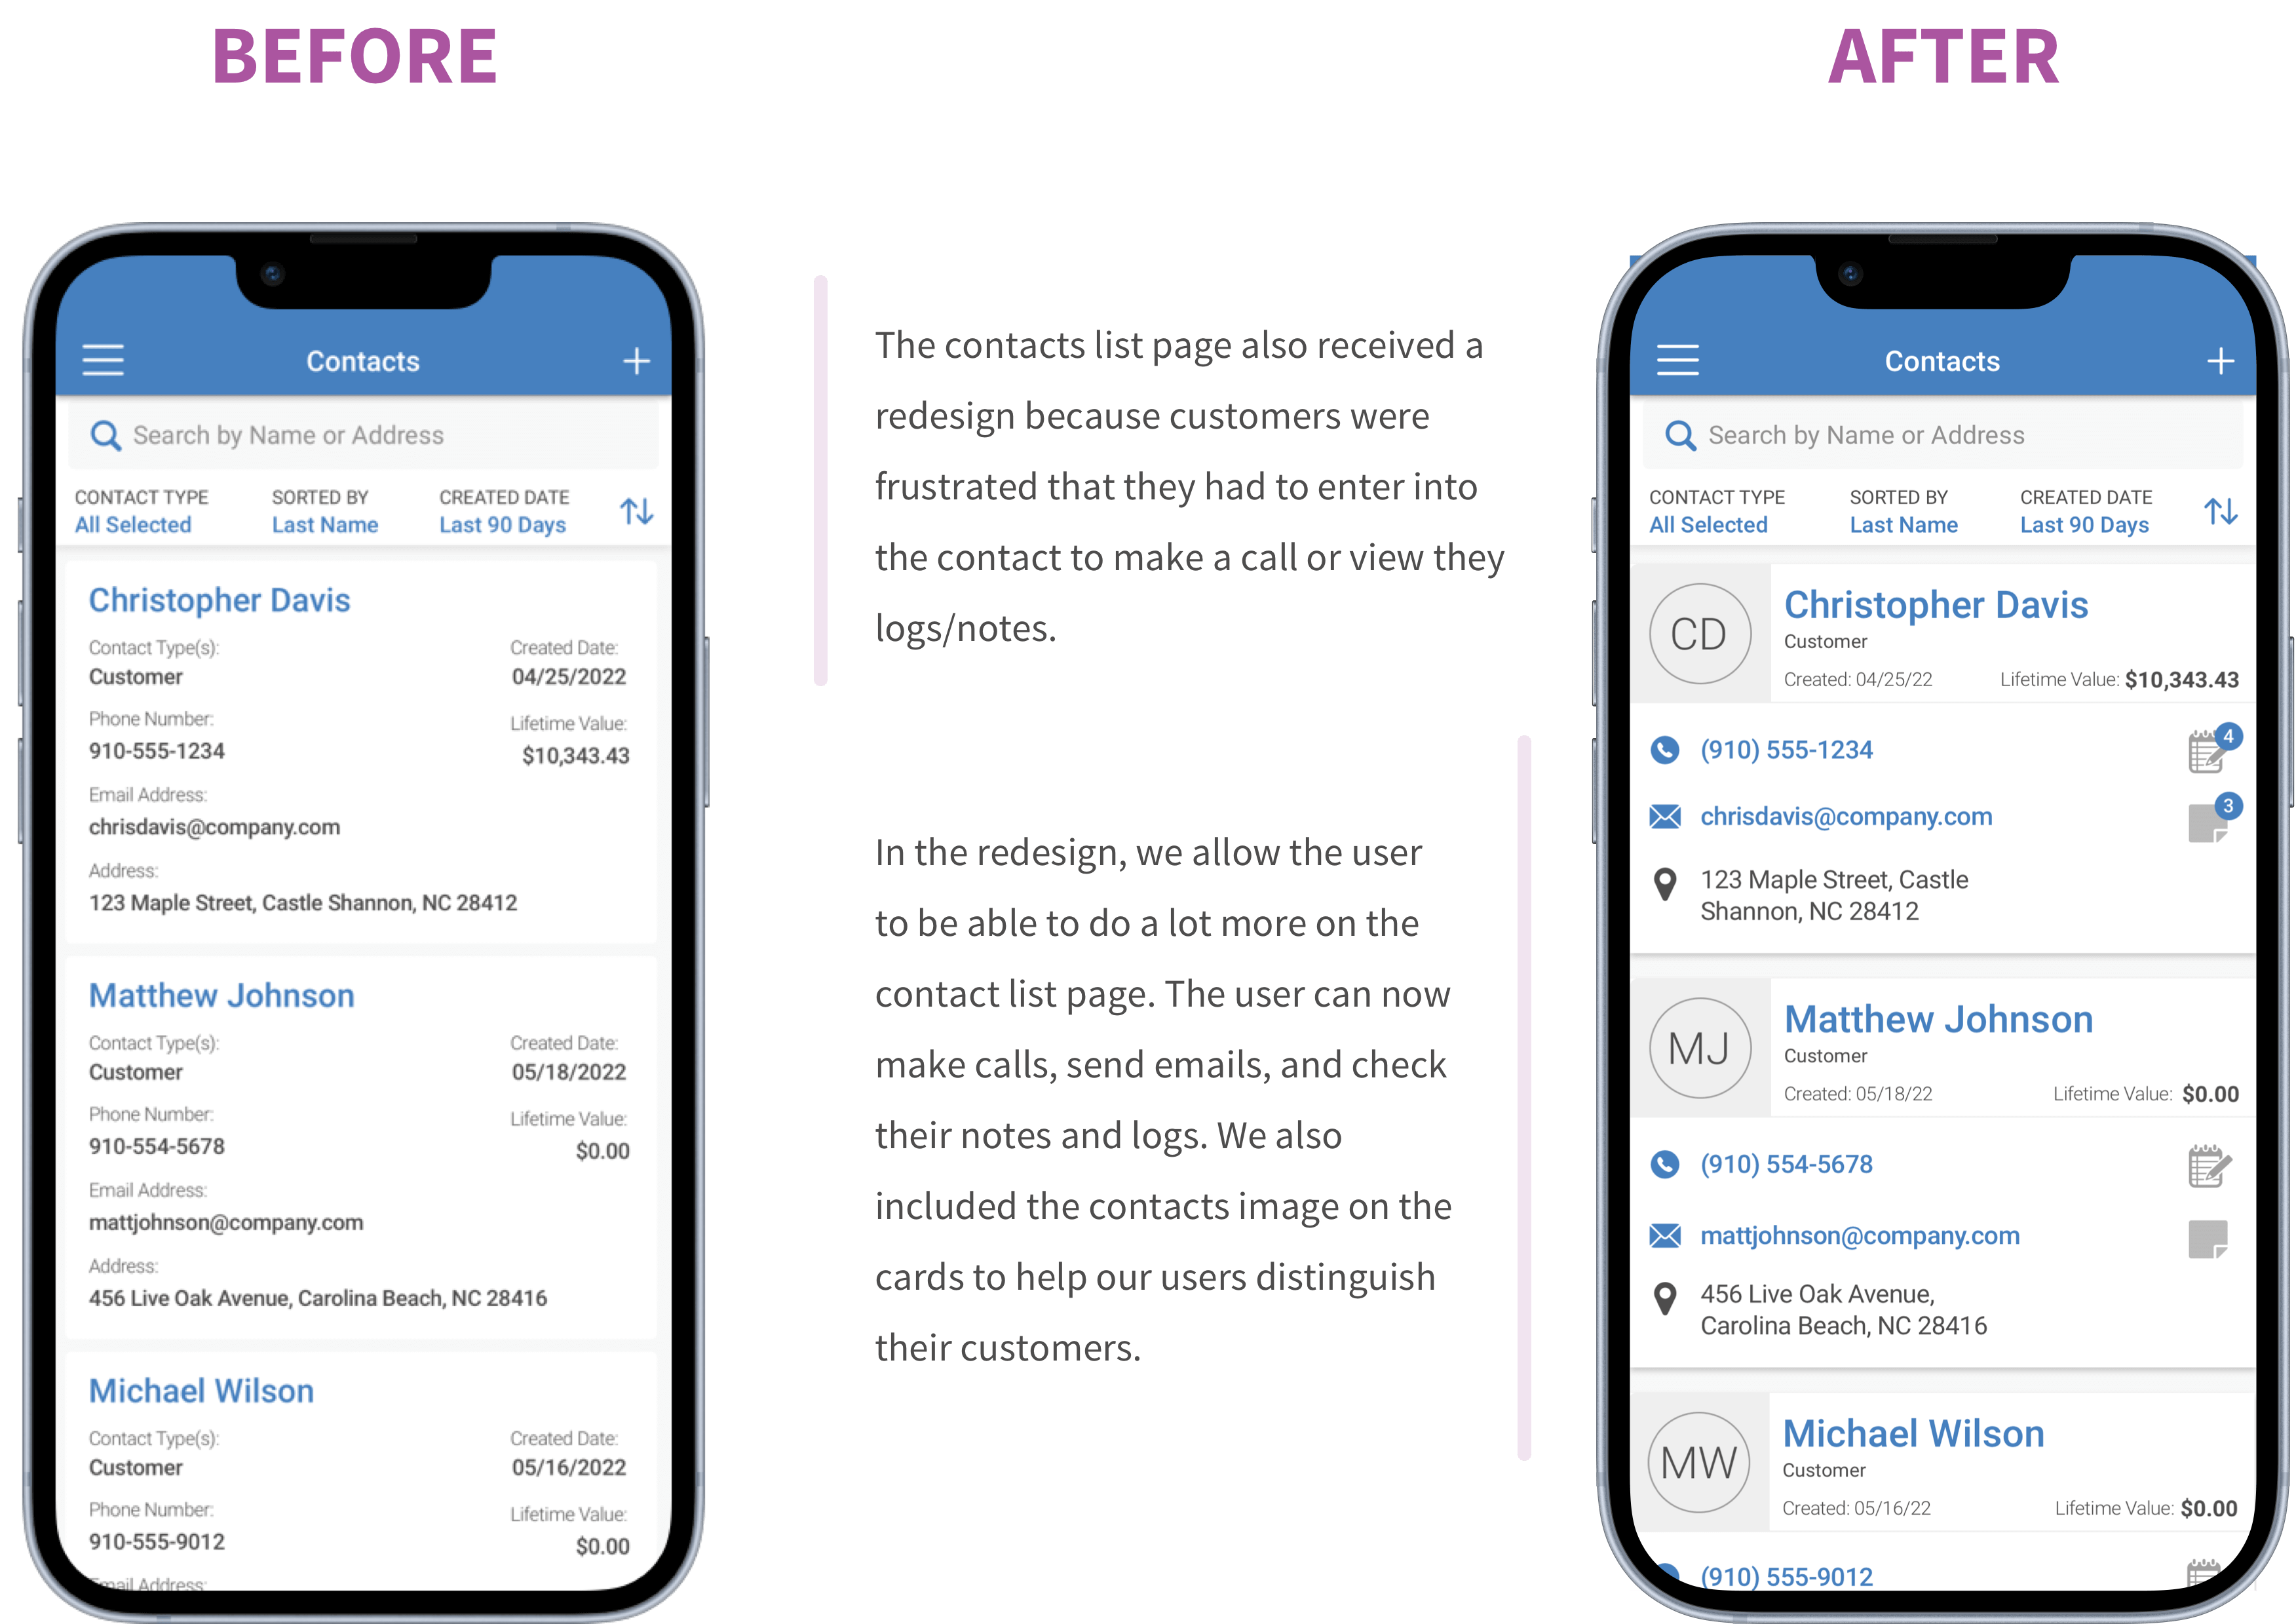 BEFORE
AFTER
Contacts
Search by Name or Address
CONTACT TYPE SORTED BY CREATED DATE
All Selected Last Name Last 90 Days
Christopher Davis
Contact Type(s): Created Date:
Customer 04/25/2022
Phone Number: Lifetime Value:
910-555-1234 $10,343.43
Email Address:
chrisdavis@company.com
Address:
123 Maple Street, Castle Shannon, NC 28412
Matthew Johnson
Contact Type(s): Created Date:
Customer 05/18/2022
Phone Number: Lifetime Value:
910-554-5678 $0.00
Email Address:
mattjohnson@company.com
Address:
456 Live Oak Avenue, Carolina Beach, NC 28416
Michael Wilson
Contact Type(s): Created Date:
Customer 05/16/2022
Phone Number: Lifetime Value:
910-555-9012 $0.00
Email Address:
The contacts list page also received a
redesign because customers were
frustrated that they had to enter into
the contact to make a call or view they
logs/notes.
In the redesign, we allow the user
to be able to do a lot more on the
contact list page. The user can now
make calls, send emails, and check
their notes and logs. We also
included the contacts image on the
cards to help our users distinguish
their customers.
Contacts
Search by Name or Address
CONTACT TYPE SORTED BY CREATED DATE
All Selected Last Name Last 90 Days
CD
Christopher Davis
Customer
Created: 04/25/22 Lifetime Value: $10,343.43
(910) 555-1234 4
chrisdavis@company.com 3
123 Maple Street, Castle
Shannon, NC 28412
MJ
Matthew Johnson
Customer
Created: 05/18/22 Lifetime Value: $0.00
(910) 554-5678
mattjohnson@company.com
456 Live Oak Avenue,
Carolina Beach, NC 28416
MW
Michael Wilson
Customer
Created: 05/16/22 Lifetime Value: $0.00
(910) 555-9012